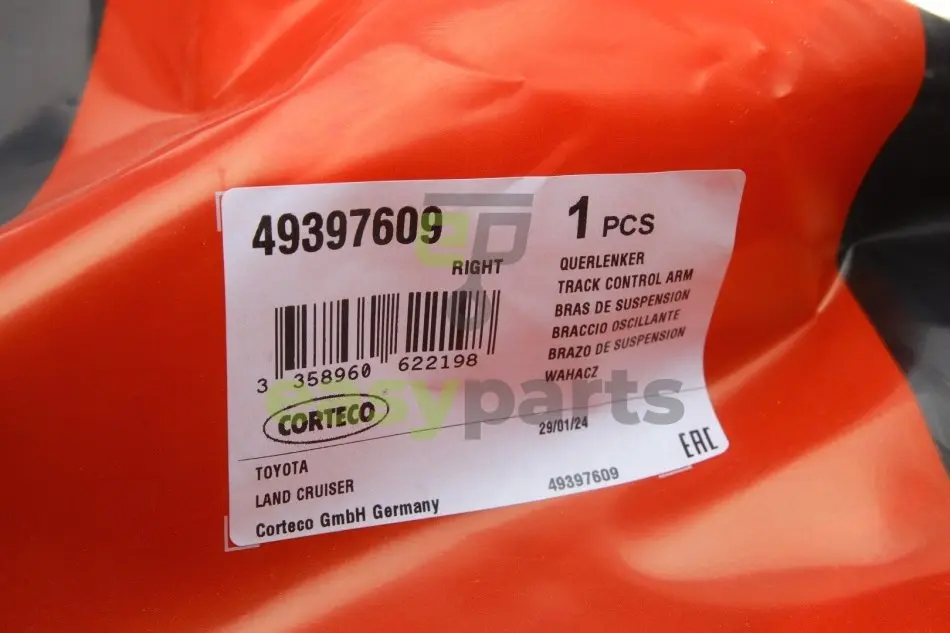 49397609
1 PCS
RIGHT
QUERLENKER
TRACK CONTROL ARM
BRAS DE SUSPENSION
BRACCIO OSCILLANTE
BRAZO DE SUSPENSION
WAHACZ
3 358960 622198
CORTECO
easyparts
29/01/24
EAC
TOYOTA
LAND CRUISER
49397609
Corteco GmbH Germany